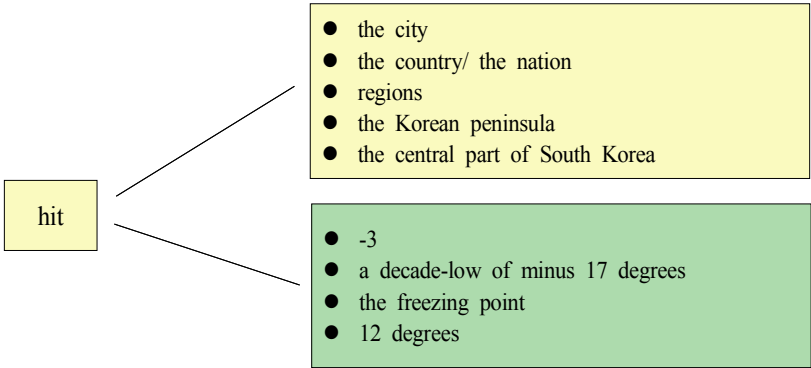 hit
● the city
● the country/ the nation
● regions
● the Korean peninsula
● the central part of South Korea
● -3
● a decade-low of minus 17 degrees
● the freezing point
● 12 degrees